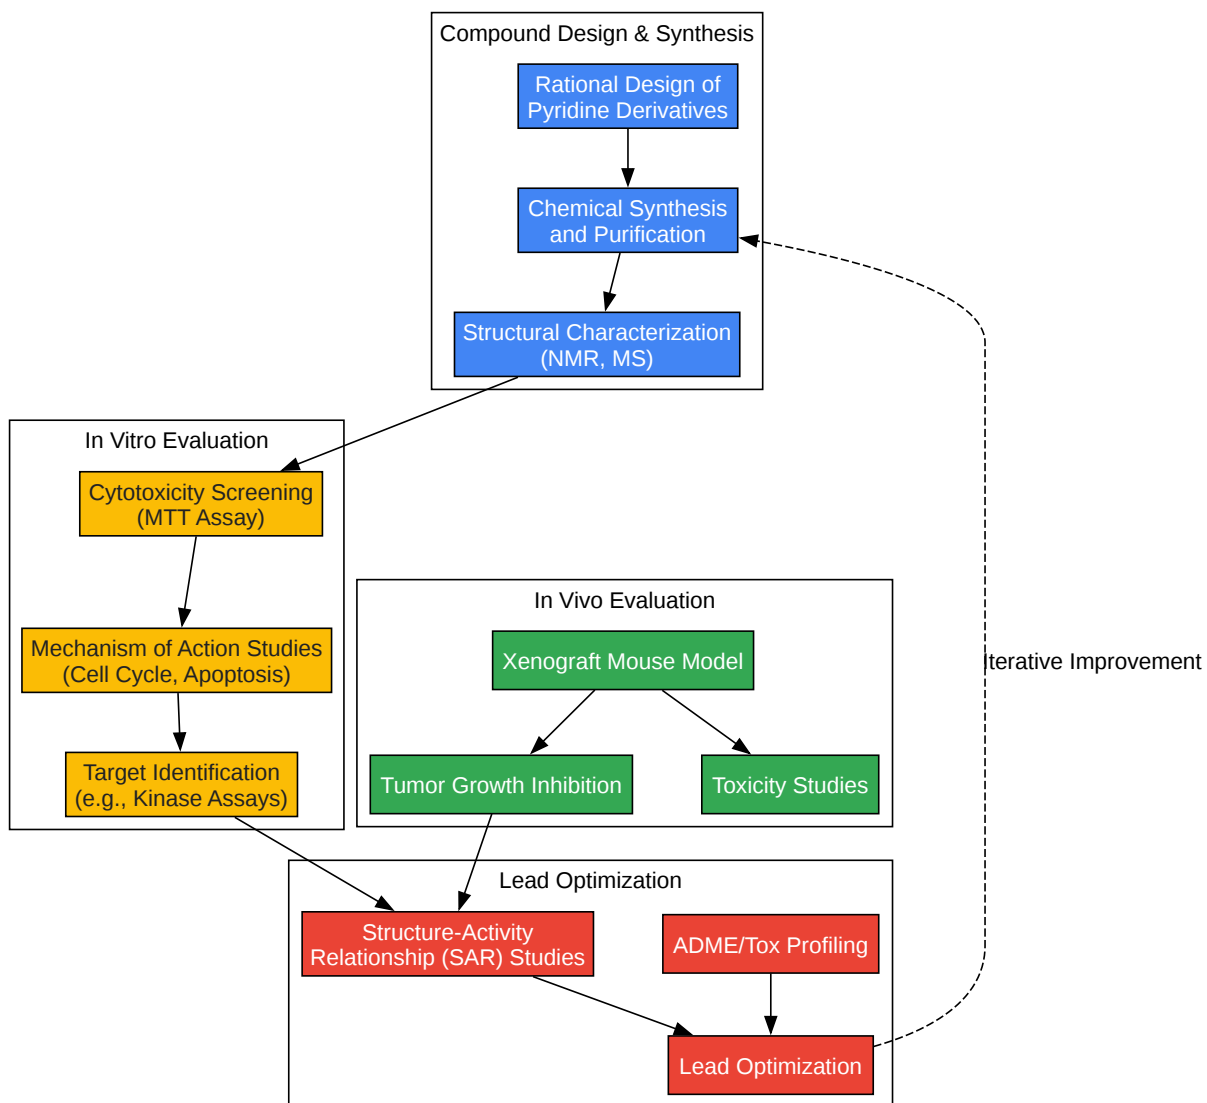 Compound Design & Synthesis
Rational Design of
Pyridine Derivatives
Chemical Synthesis
and Purification
Structural Characterization
(NMR, MS)
In Vitro Evaluation
Cytotoxicity Screening
(MTT Assay)
Mechanism of Action Studies
(Cell Cycle, Apoptosis)
Target Identification
(e.g., Kinase Assays)
In Vivo Evaluation
Xenograft Mouse Model
Tumor Growth Inhibition
Toxicity Studies
Iterative Improvement
Lead Optimization
Structure-Activity
Relationship (SAR) Studies
ADME/Tox Profiling
Lead Optimization